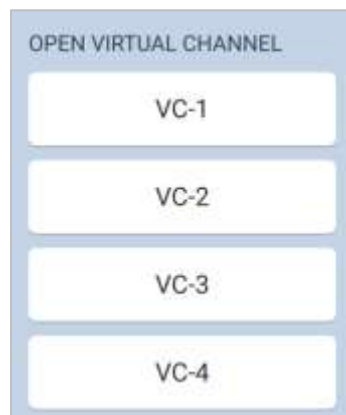 OPEN VIRTUAL CHANNEL
VC-1
VC-2
VC-3
VC-4